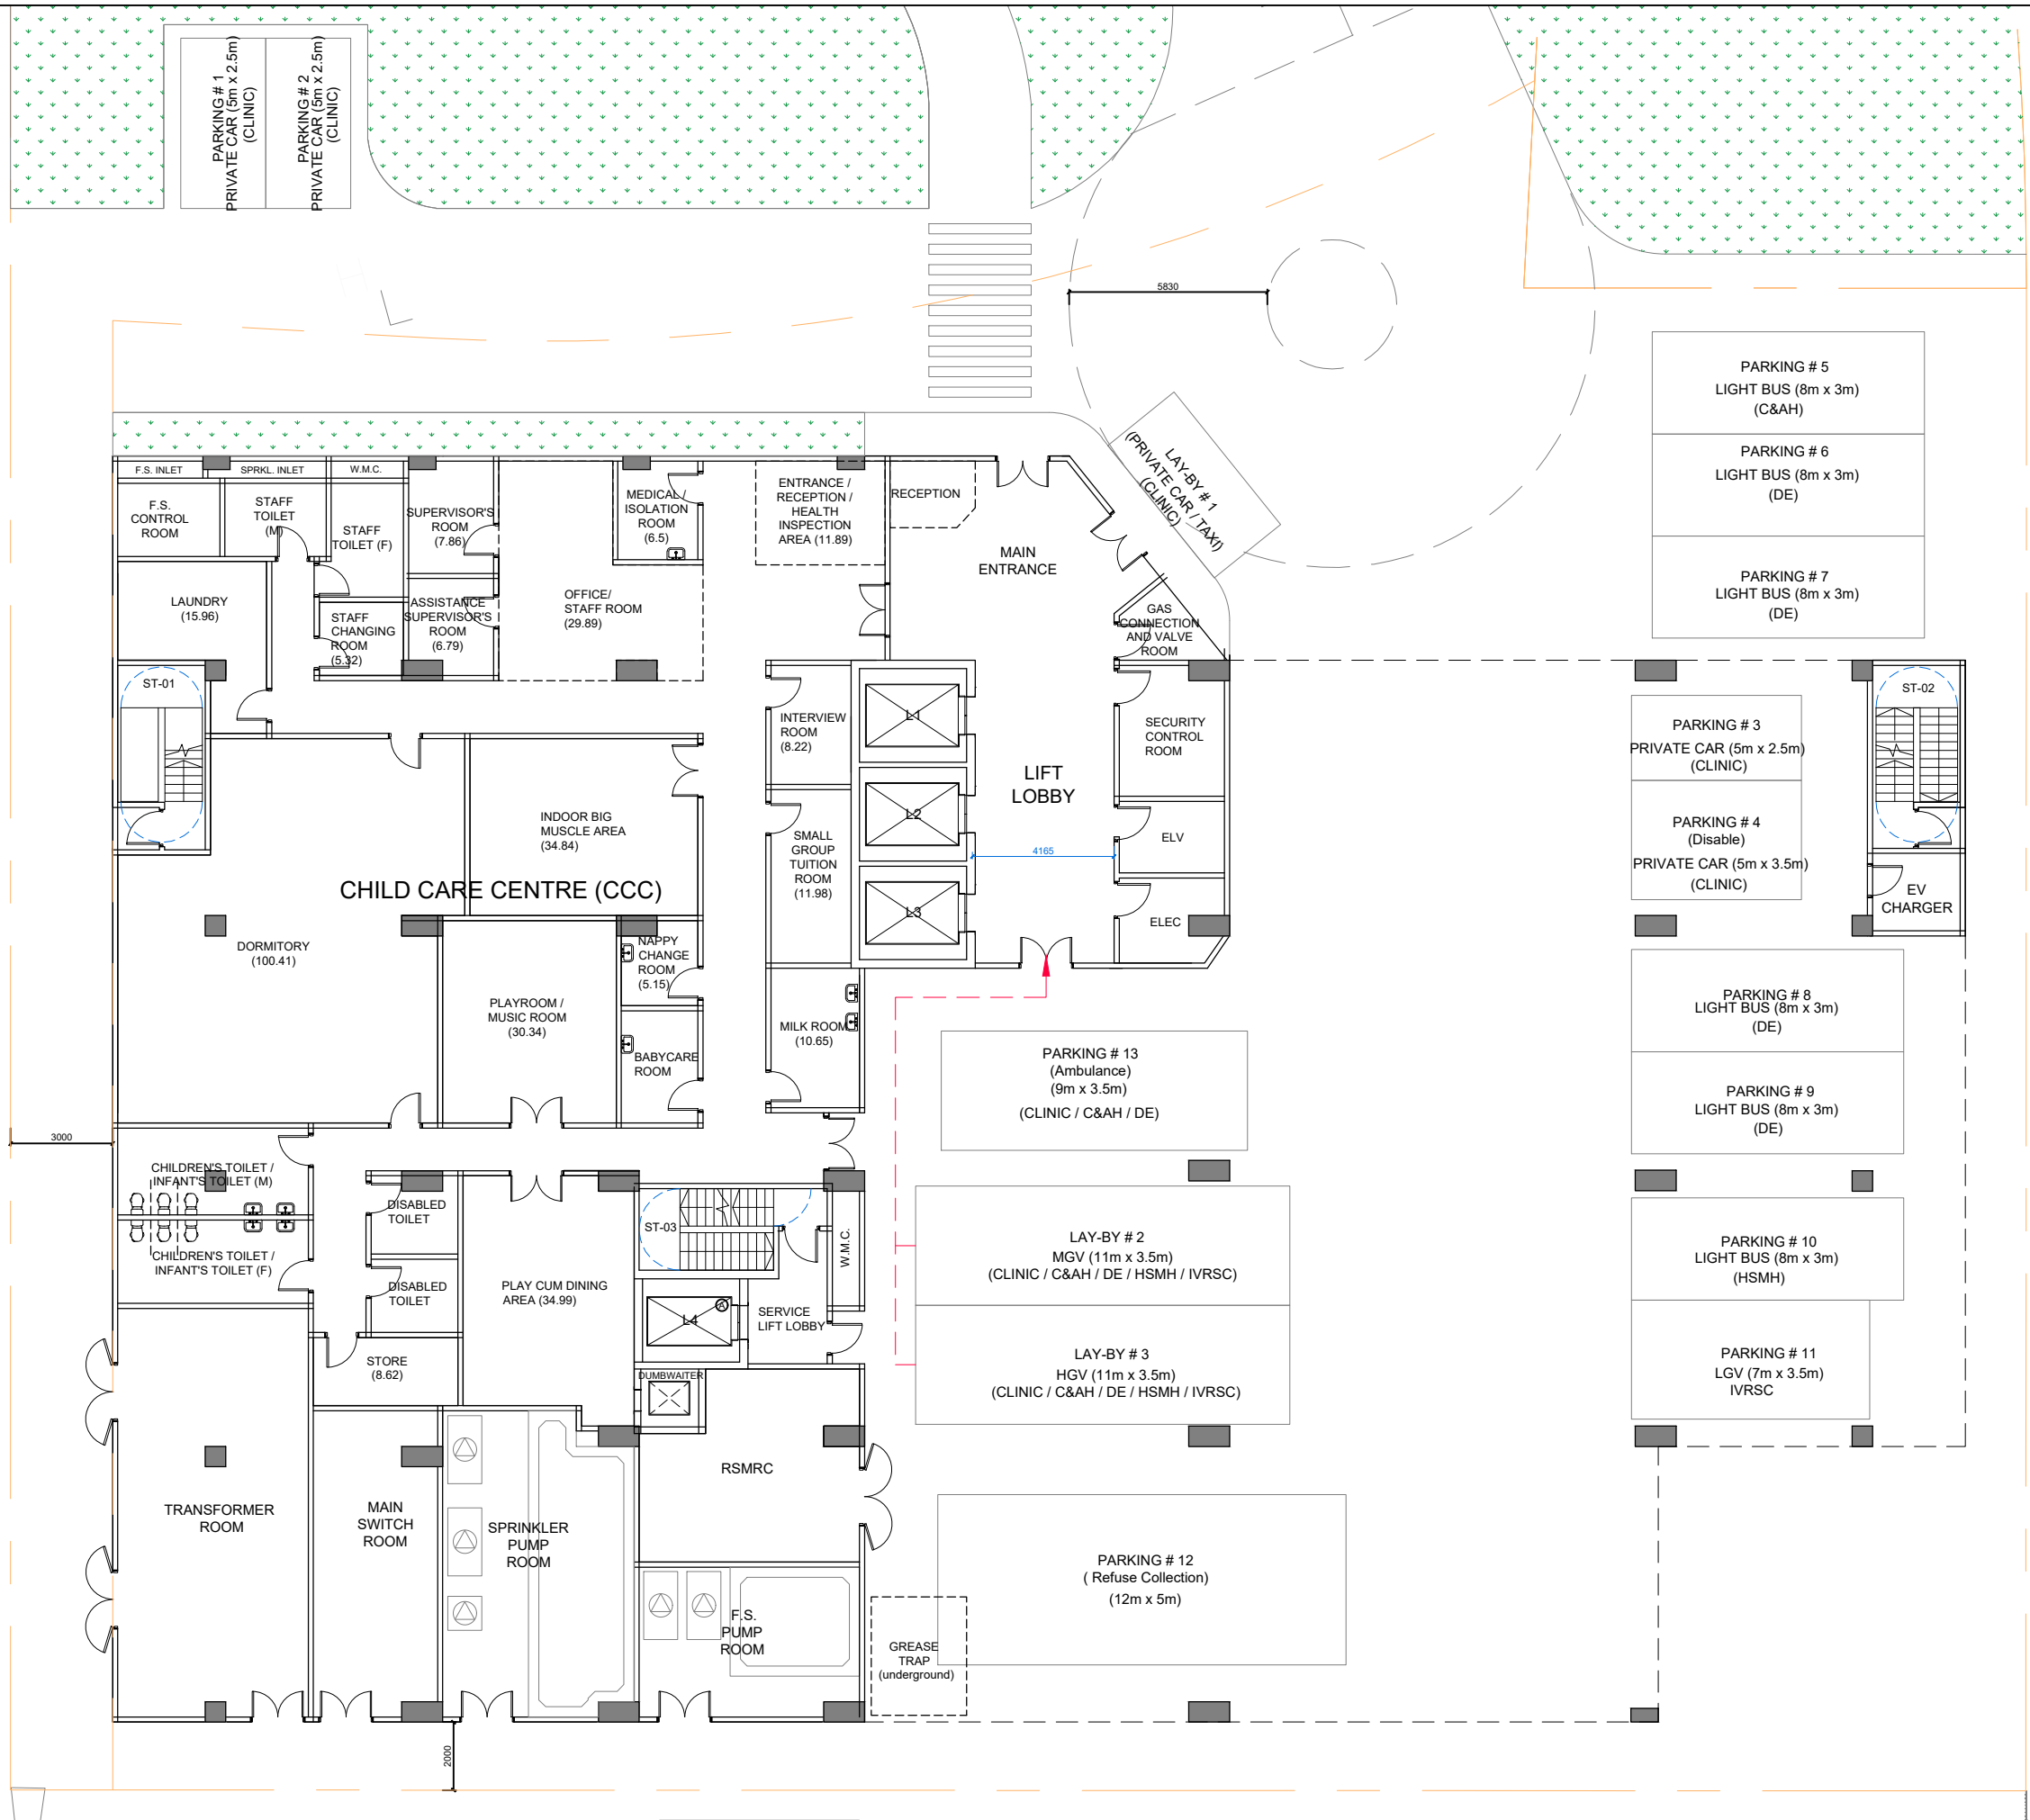 PARKING # 1
PRIVATE CAR (5m x 2.5m)
(CLINIC)
PARKING # 2
PRIVATE CAR (5m x 2.5m)
(CLINIC)
5830
PARKING # 5
LIGHT BUS (8m x 3m)
(C&AH)
PARKING # 6
LIGHT BUS (8m x 3m)
(DE)
PARKING # 7
LIGHT BUS (8m x 3m)
(DE)
LAY-BY # 1
(PRIVATE CAR / TAXI)
(CLINIC)
F.S. INLET
SPRKL. INLET
W.M.C.
F.S.
CONTROL
ROOM
STAFF
TOILET
(M)
STAFF
TOILET (F)
SUPERVISOR'S
ROOM
(7.86)
MEDICAL /
ISOLATION
ROOM
(6.5)
ENTRANCE /
RECEPTION /
HEALTH
INSPECTION
AREA (11.89)
RECEPTION
MAIN
ENTRANCE
LAUNDRY
(15.96)
STAFF
CHANGING
ROOM
(5.32)
ASSISTANCE
SUPERVISOR'S
ROOM
(6.79)
OFFICE/
STAFF ROOM
(29.89)
GAS
CONNECTION
AND VALVE
ROOM
ST-01
L1
INTERVIEW
ROOM
(8.22)
SECURITY
CONTROL
ROOM
LIFT
LOBBY
PARKING # 3
PRIVATE CAR (5m x 2.5m)
(CLINIC)
ST-02
INDOOR BIG
MUSCLE AREA
(34.84)
SMALL
GROUP
TUITION
ROOM
(11.98)
L2
4165
ELV
PARKING # 4
(Disable)
PRIVATE CAR (5m x 3.5m)
(CLINIC)
EV
CHARGER
CHILD CARE CENTRE (CCC)
L3
ELEC
DORMITORY
(100.41)
NAPPY
CHANGE
ROOM
(5.15)
PLAYROOM /
MUSIC ROOM
(30.34)
MILK ROOM
(10.65)
BABYCARE
ROOM
PARKING # 13
(Ambulance)
(9m x 3.5m)
(CLINIC / C&AH / DE)
PARKING # 8
LIGHT BUS (8m x 3m)
(DE)
PARKING # 9
LIGHT BUS (8m x 3m)
(DE)
3000
CHILDREN'S TOILET /
INFANT'S TOILET (M)
DISABLED
TOILET
ST-03
W.M.C.
CHILDREN'S TOILET /
INFANT'S TOILET (F)
DISABLED
TOILET
PLAY CUM DINING
AREA (34.99)
L4
A
SERVICE
LIFT LOBBY
LAY-BY # 2
MGV (11m x 3.5m)
(CLINIC / C&AH / DE / HSMH / IVRSC)
PARKING # 10
LIGHT BUS (8m x 3m)
(HSMH)
STORE
(8.62)
DUMBWAITER
LAY-BY # 3
HGV (11m x 3.5m)
(CLINIC / C&AH / DE / HSMH / IVRSC)
PARKING # 11
LGV (7m x 3.5m)
IVRSC
RSMRC
TRANSFORMER
ROOM
MAIN
SWITCH
ROOM
SPRINKLER
PUMP
ROOM
PARKING # 12
( Refuse Collection)
(12m x 5m)
F.S.
PUMP
ROOM
GREASE
TRAP
(underground)
2000